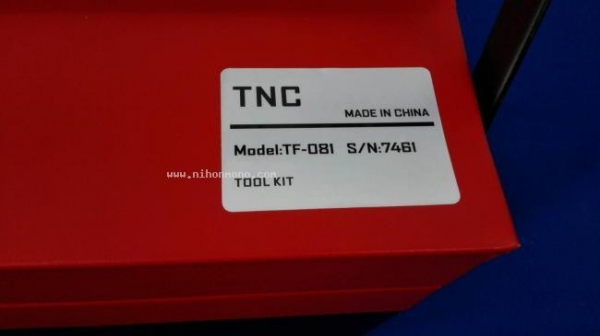 TNC
MADE IN CHINA
Model:TF-081 S/N:7461
www.nihonmono.com
TOOL KIT